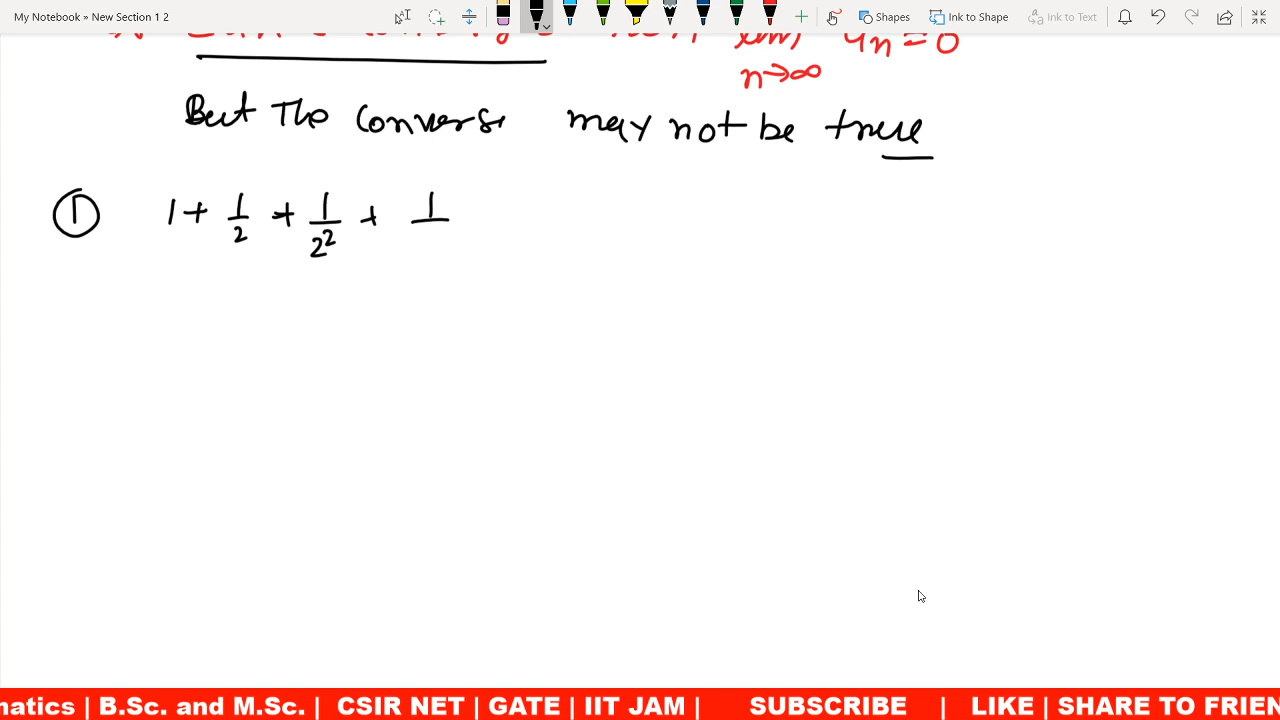 My Notebook » New Section 1 2
Shapes
Ink to Shape
Ink to Text
lim Un = 0
n→∞
But The Converse may not be true
① 1 + 1/2 + 1/2² + 1/
matics | B.Sc. and M.Sc. | CSIR NET | GATE | IIT JAM | SUBSCRIBE | LIKE | SHARE TO FRIEN